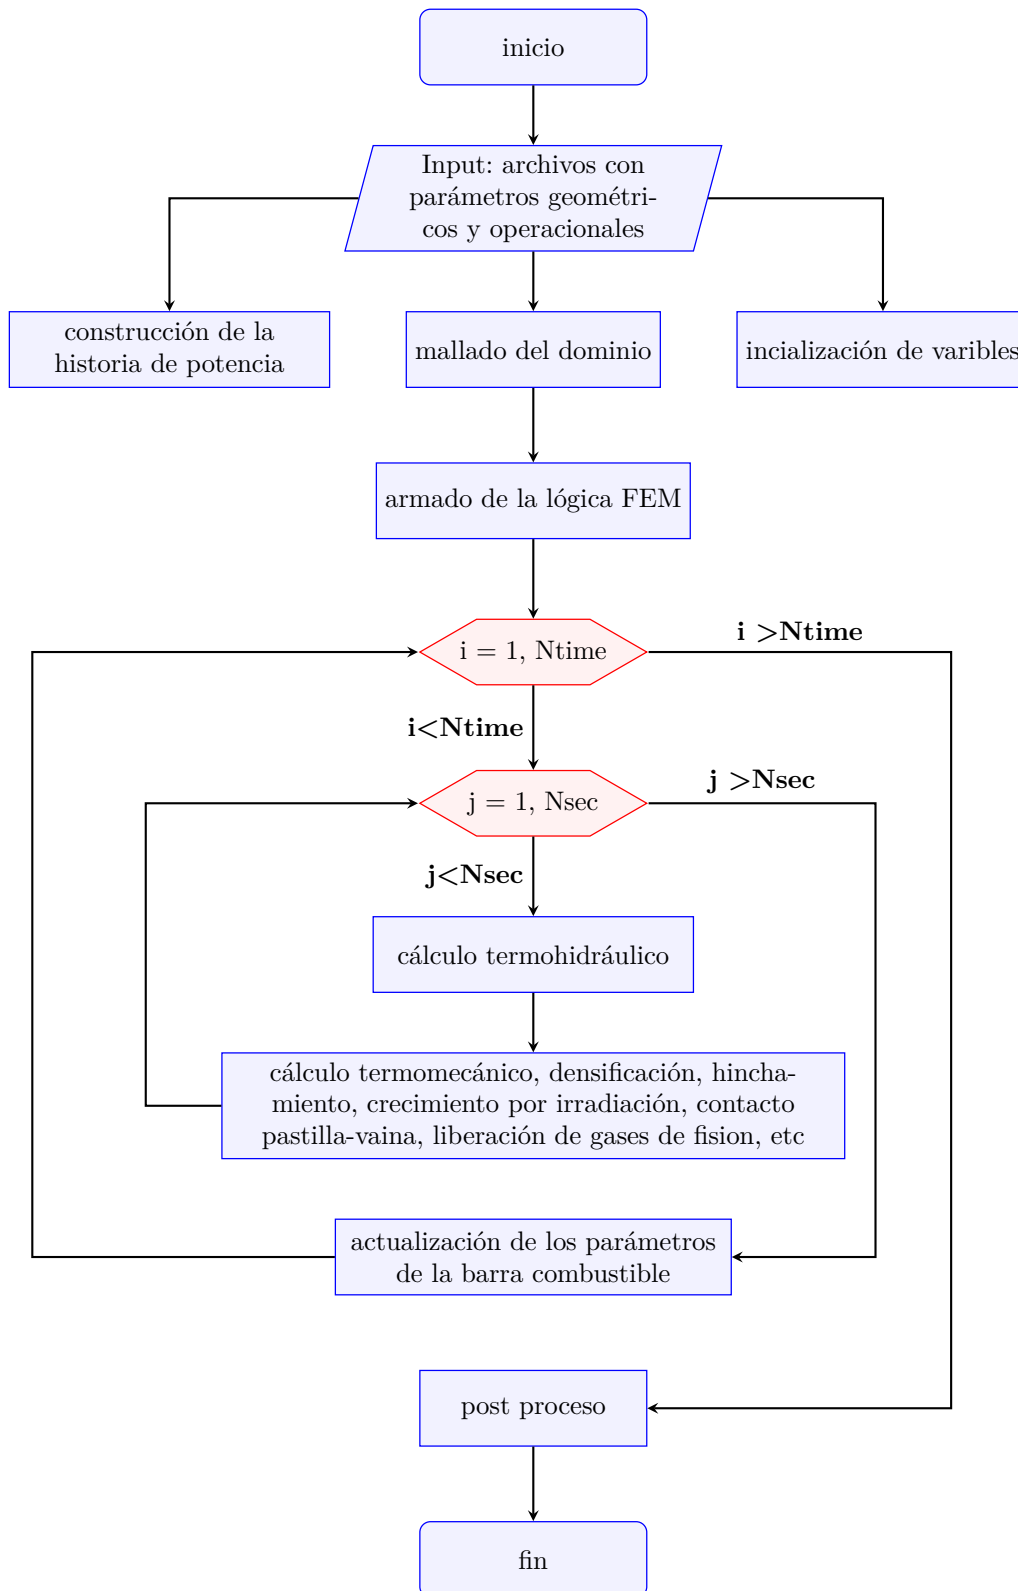 inicio
Input: archivos con
parámetros geométri-
cos y operacionales
construcción de la
historia de potencia
mallado del dominio
incialización de varibles
armado de la lógica FEM
i = 1, Ntime
i >Ntime
i<Ntime
j = 1, Nsec
j >Nsec
j<Nsec
cálculo termohidráulico
cálculo termomecánico, densificación, hincha-
miento, crecimiento por irradiación, contacto
pastilla-vaina, liberación de gases de fision, etc
actualización de los parámetros
de la barra combustible
post proceso
fin